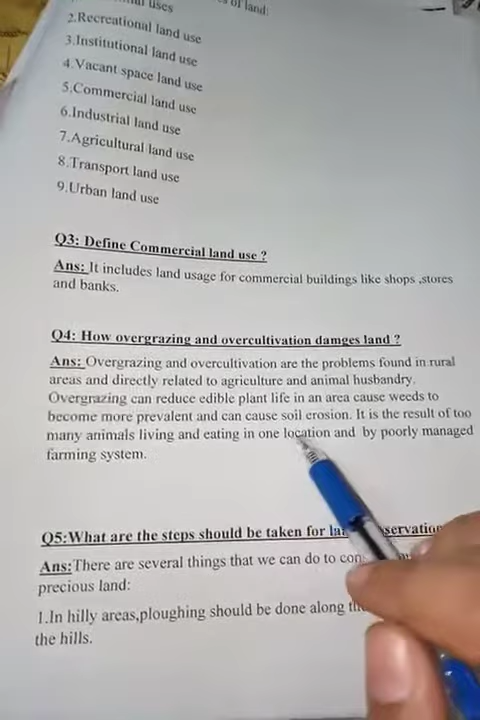 uses of land:
2.Recreational land use
3.Institutional land use
4.Vacant space land use
5.Commercial land use
6.Industrial land use
7.Agricultural land use
8.Transport land use
9.Urban land use
Q3: Define Commercial land use ?
Ans: It includes land usage for commercial buildings like shops ,stores
and banks.
Q4: How overgrazing and overcultivation damges land ?
Ans: Overgrazing and overcultivation are the problems found in rural
areas and directly related to agriculture and animal husbandry.
Overgrazing can reduce edible plant life in an area cause weeds to
become more prevalent and can cause soil erosion. It is the result of too
many animals living and eating in one location and by poorly managed
farming system.
Q5:What are the steps should be taken for
Ans:There are several things that we can do to
precious land:
1.In hilly areas,ploughing should be done along
the hills.